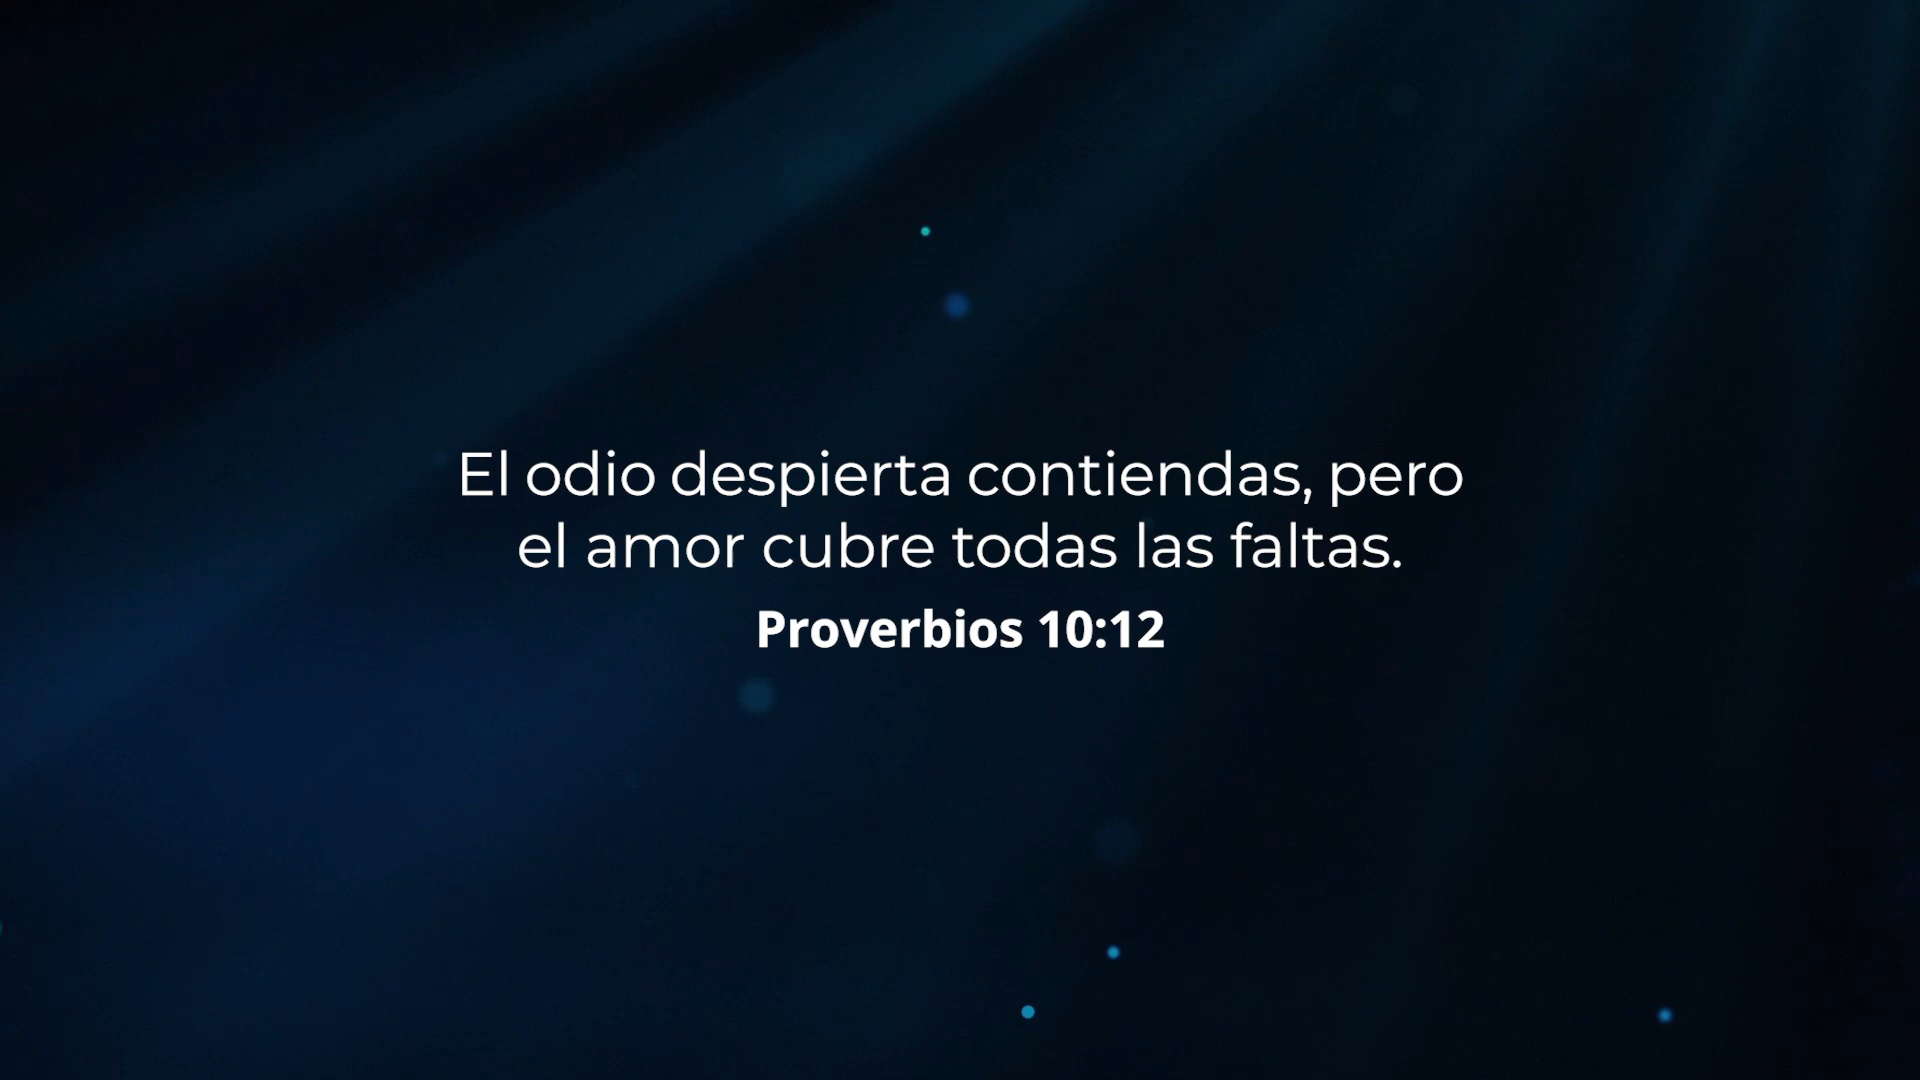 El odio despierta contiendas, pero
el amor cubre todas las faltas.
Proverbios 10:12